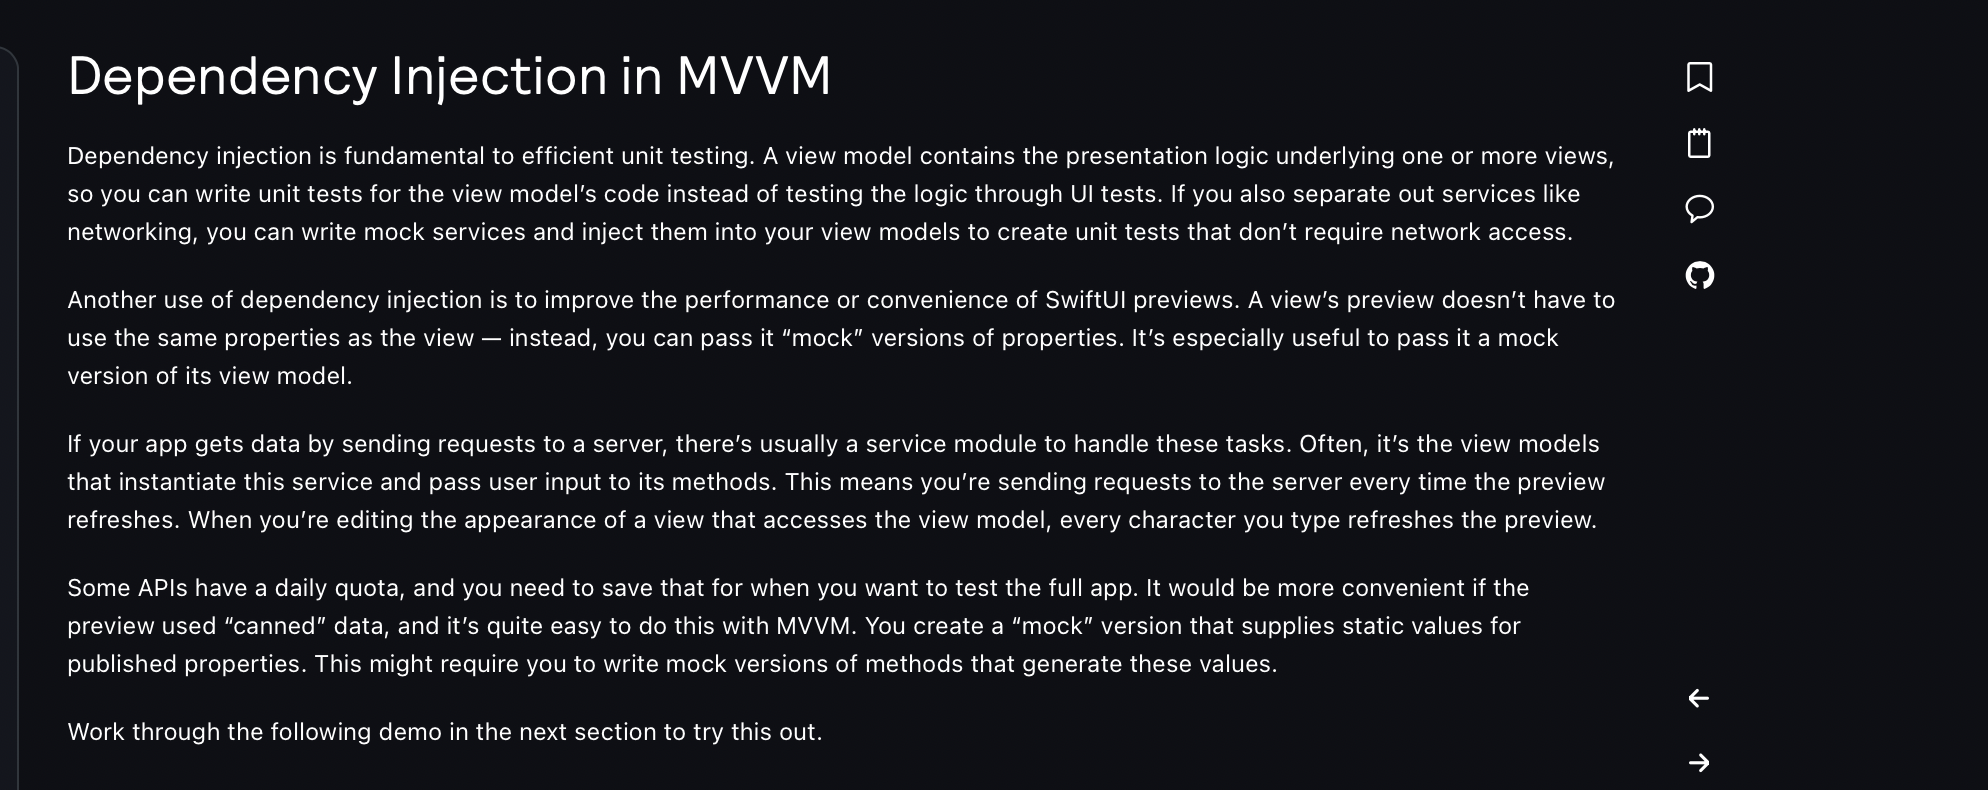 Dependency Injection in MVVM
Dependency injection is fundamental to efficient unit testing. A view model contains the presentation logic underlying one or more views,
so you can write unit tests for the view model’s code instead of testing the logic through UI tests. If you also separate out services like
networking, you can write mock services and inject them into your view models to create unit tests that don’t require network access.
Another use of dependency injection is to improve the performance or convenience of SwiftUI previews. A view’s preview doesn’t have to
use the same properties as the view — instead, you can pass it “mock” versions of properties. It’s especially useful to pass it a mock
version of its view model.
If your app gets data by sending requests to a server, there’s usually a service module to handle these tasks. Often, it’s the view models
that instantiate this service and pass user input to its methods. This means you’re sending requests to the server every time the preview
refreshes. When you’re editing the appearance of a view that accesses the view model, every character you type refreshes the preview.
Some APIs have a daily quota, and you need to save that for when you want to test the full app. It would be more convenient if the
preview used “canned” data, and it’s quite easy to do this with MVVM. You create a “mock” version that supplies static values for
published properties. This might require you to write mock versions of methods that generate these values.
Work through the following demo in the next section to try this out.